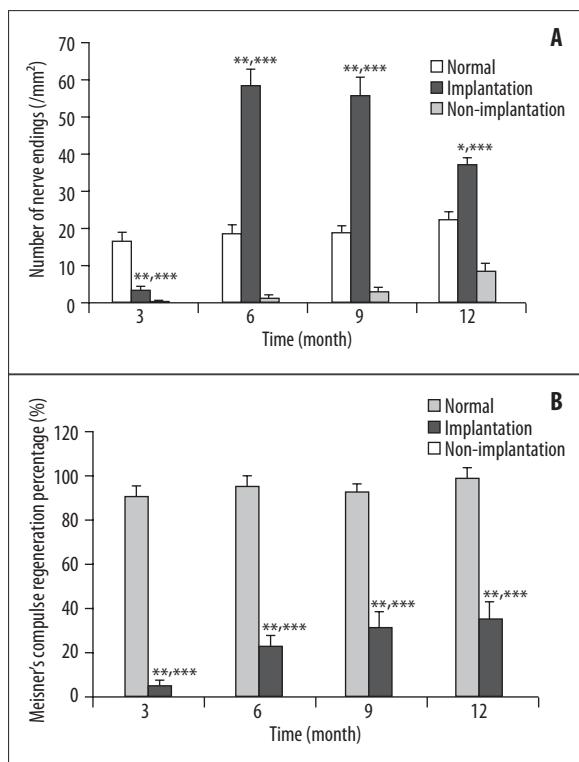 A
Normal
Implantation
Non-implantation
Number of nerve endings (/mm²)
70
60
50
40
30
20
10
0
**,***
**,***
**,***
*,***
3 6 9 12
Time (month)
B
Normal
Implantation
Non-implantation
Meisner's compulse regeneration percentage (%)
120
100
80
60
40
20
0
**,***
**,***
**,***
**,***
3 6 9 12
Time (month)